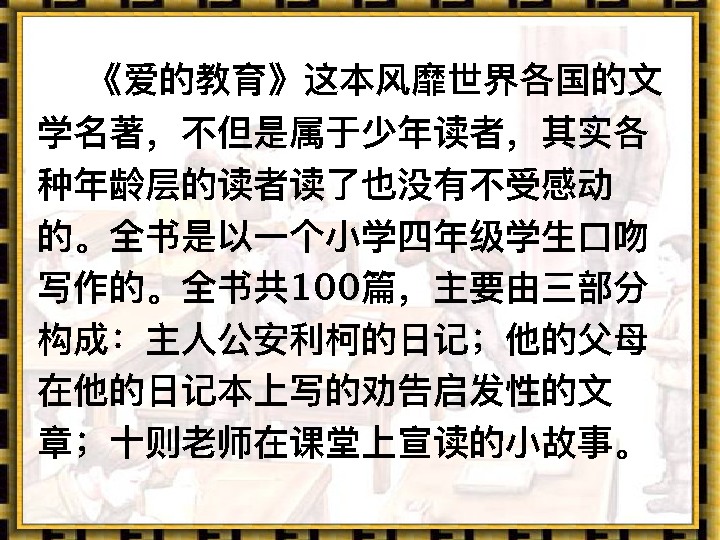 《爱的教育》这本风靡世界各国的文
学名著，不但是属于少年读者，其实各
种年龄层的读者读了也没有不受感动
的。全书是以一个小学四年级学生口吻
写作的。全书共100篇，主要由三部分
构成：主人公安利柯的日记；他的父母
在他的日记本上写的劝告启发性的文
章；十则老师在课堂上宣读的小故事。